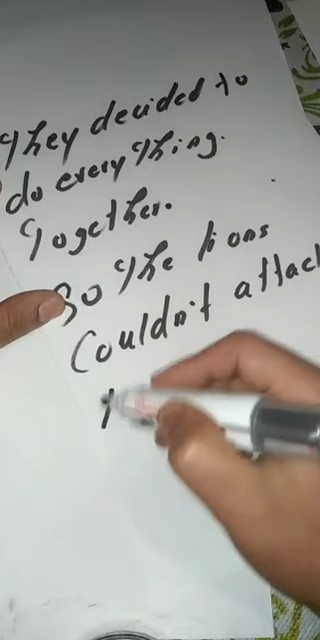 They decided to
do every thing.
Together.
So The lions
Couldn't attack